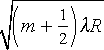 √((m + 1/2) λR)